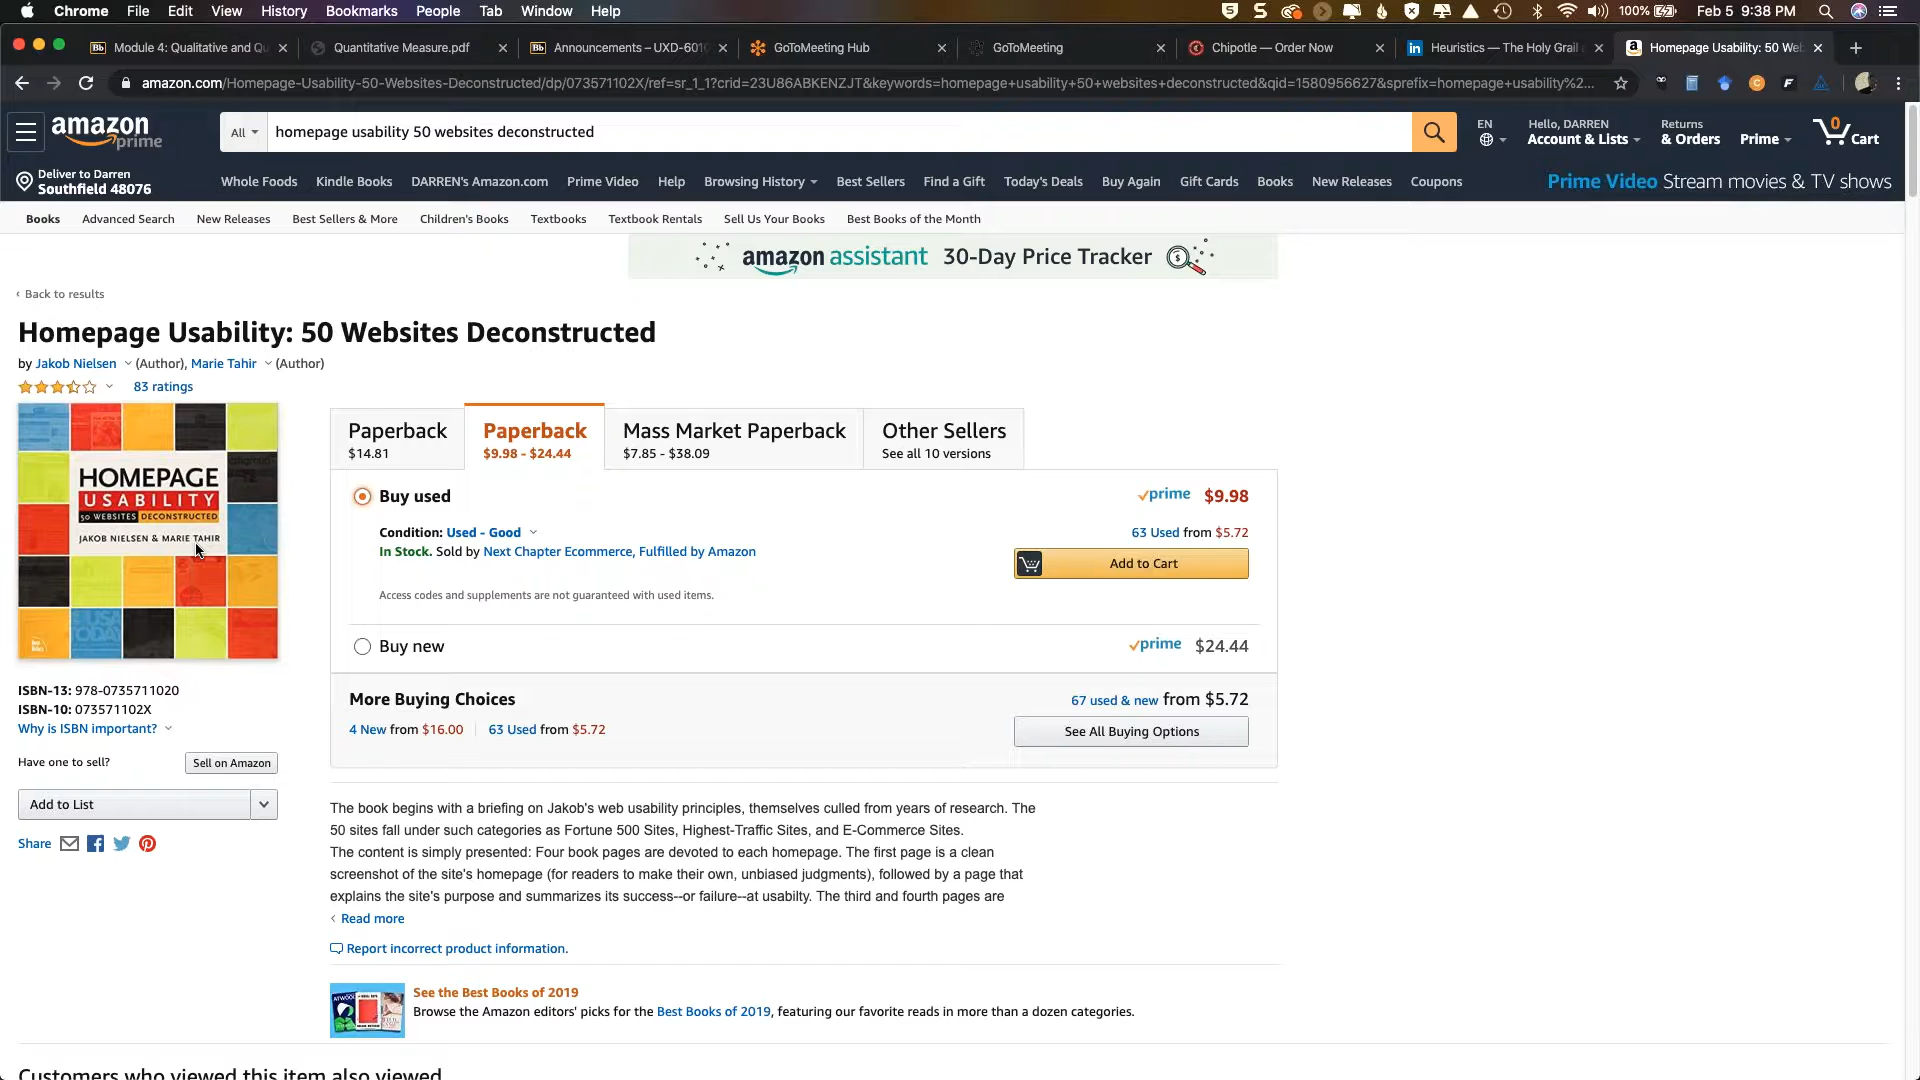 Chrome File Edit View History Bookmarks People Tab Window Help 100% Feb 5 9:38 PM
Module 4: Qualitative and Qu
Quantitative Measure.pdf
Announcements – UXD-601
GoToMeeting Hub
GoToMeeting
Chipotle — Order Now
Heuristics — The Holy Grail
Homepage Usability: 50 We
amazon.com/Homepage-Usability-50-Websites-Deconstructed/dp/073571102X/ref=sr_1_1?crid=23U86ABKENZJT&keywords=homepage+usability+50+websites+deconstructed&qid=1580956627&sprefix=homepage+usability%2...
amazon prime
All
homepage usability 50 websites deconstructed
EN
Hello, DARREN
Account & Lists
Returns
& Orders
Prime
0
Cart
Deliver to Darren
Southfield 48076
Whole Foods Kindle Books DARREN's Amazon.com Prime Video Help Browsing History Best Sellers Find a Gift Today's Deals Buy Again Gift Cards Books New Releases Coupons
Prime Video Stream movies & TV shows
Books Advanced Search New Releases Best Sellers & More Children's Books Textbooks Textbook Rentals Sell Us Your Books Best Books of the Month
amazon assistant 30-Day Price Tracker
‹ Back to results
Homepage Usability: 50 Websites Deconstructed
by Jakob Nielsen (Author), Marie Tahir (Author)
83 ratings
HOMEPAGE
USABILITY
50 WEBSITES DECONSTRUCTED
JAKOB NIELSEN & MARIE TAHIR
USA
TODAY
ISBN-13: 978-0735711020
ISBN-10: 073571102X
Why is ISBN important?
Have one to sell? Sell on Amazon
Add to List
Share
Paperback
$14.81
Paperback
$9.98 - $24.44
Mass Market Paperback
$7.85 - $38.09
Other Sellers
See all 10 versions
Buy used
prime $9.98
Condition: Used - Good
63 Used from $5.72
In Stock. Sold by Next Chapter Ecommerce, Fulfilled by Amazon
Add to Cart
Access codes and supplements are not guaranteed with used items.
Buy new
prime $24.44
More Buying Choices
67 used & new from $5.72
4 New from $16.00 63 Used from $5.72
See All Buying Options
The book begins with a briefing on Jakob's web usability principles, themselves culled from years of research. The
50 sites fall under such categories as Fortune 500 Sites, Highest-Traffic Sites, and E-Commerce Sites.
The content is simply presented: Four book pages are devoted to each homepage. The first page is a clean
screenshot of the site's homepage (for readers to make their own, unbiased judgments), followed by a page that
explains the site's purpose and summarizes its success--or failure--at usabilty. The third and fourth pages are
‹ Read more
Report incorrect product information.
See the Best Books of 2019
Browse the Amazon editors' picks for the Best Books of 2019, featuring our favorite reads in more than a dozen categories.
Customers who viewed this item also viewed